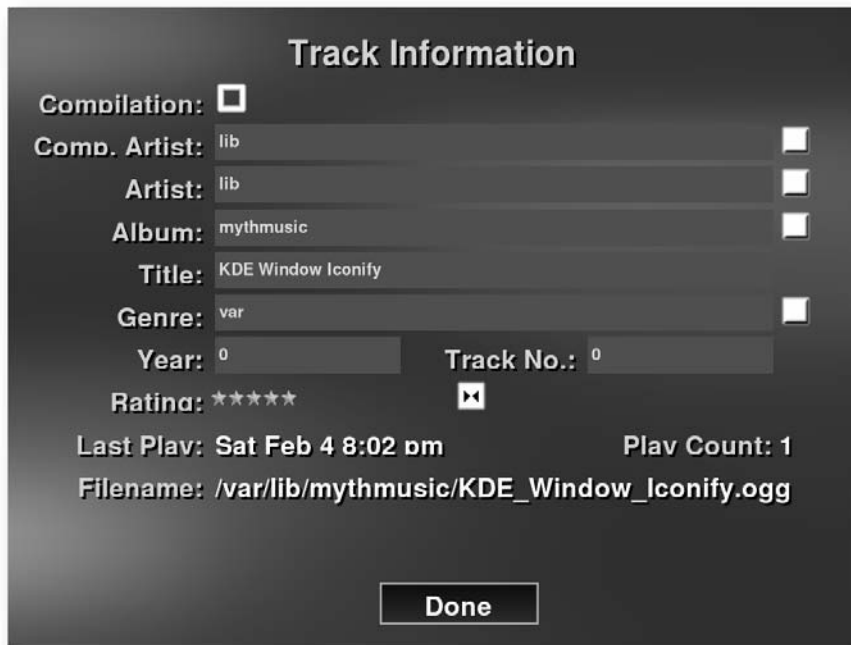 Track Information
Compilation:
Comp. Artist: lib
Artist: lib
Album: mythmusic
Title: KDE Window Iconify
Genre: var
Year: 0 Track No.: 0
Rating:
Last Play: Sat Feb 4 8:02 pm Play Count: 1
Filename: /var/lib/mythmusic/KDE_Window_Iconify.ogg
Done